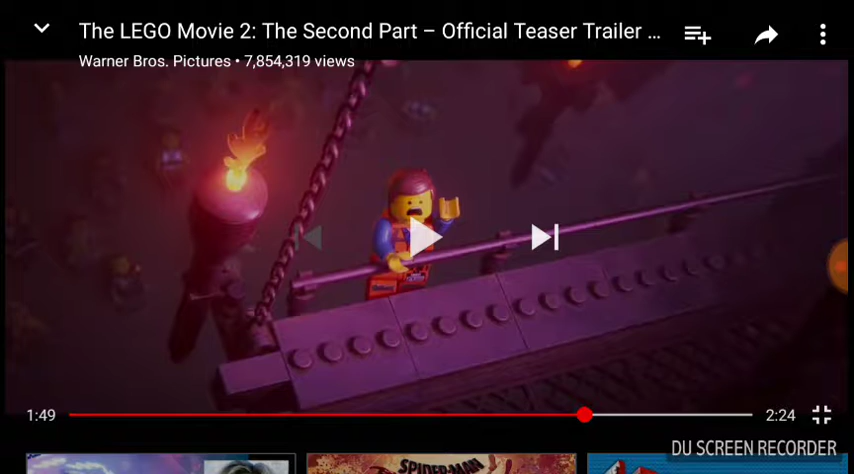 The LEGO Movie 2: The Second Part – Official Teaser Trailer ...
Warner Bros. Pictures • 7,854,319 views
1:49
2:24
DU SCREEN RECORDER
SPIDER-MAN